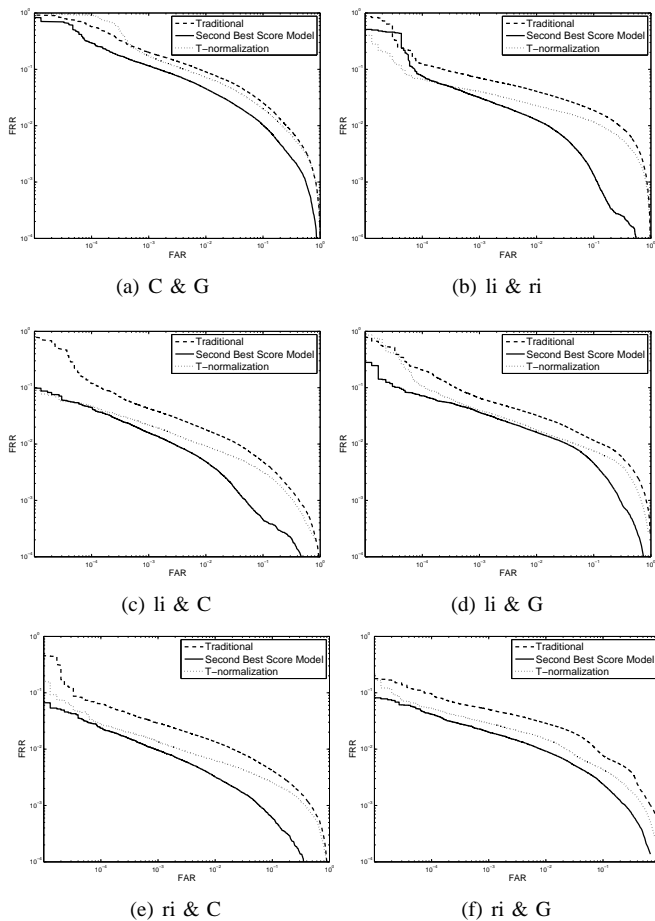 10⁰
10⁻¹
10⁻²
10⁻³
10⁻⁴
FRR
Traditional
Second Best Score Model
T−normalization
10⁻⁴ 10⁻³ 10⁻² 10⁻¹ 10⁰
FAR
(a) C & G
10⁰
10⁻¹
10⁻²
10⁻³
10⁻⁴
FRR
Traditional
Second Best Score Model
T−normalization
10⁻⁴ 10⁻³ 10⁻² 10⁻¹ 10⁰
FAR
(b) li & ri
10⁰
10⁻¹
10⁻²
10⁻³
10⁻⁴
FRR
Traditional
Second Best Score Model
T−normalization
10⁻⁴ 10⁻³ 10⁻² 10⁻¹ 10⁰
FAR
(c) li & C
10⁰
10⁻¹
10⁻²
10⁻³
10⁻⁴
FRR
Traditional
Second Best Score Model
T−normalization
10⁻⁴ 10⁻³ 10⁻² 10⁻¹ 10⁰
FAR
(d) li & G
10⁰
10⁻¹
10⁻²
10⁻³
10⁻⁴
FRR
Traditional
Second Best Score Model
T−normalization
10⁻⁴ 10⁻³ 10⁻² 10⁻¹ 10⁰
FAR
(e) ri & C
10⁰
10⁻¹
10⁻²
10⁻³
10⁻⁴
FRR
Traditional
Second Best Score Model
T−normalization
10⁻⁴ 10⁻³ 10⁻² 10⁻¹
FAR
(f) ri & G